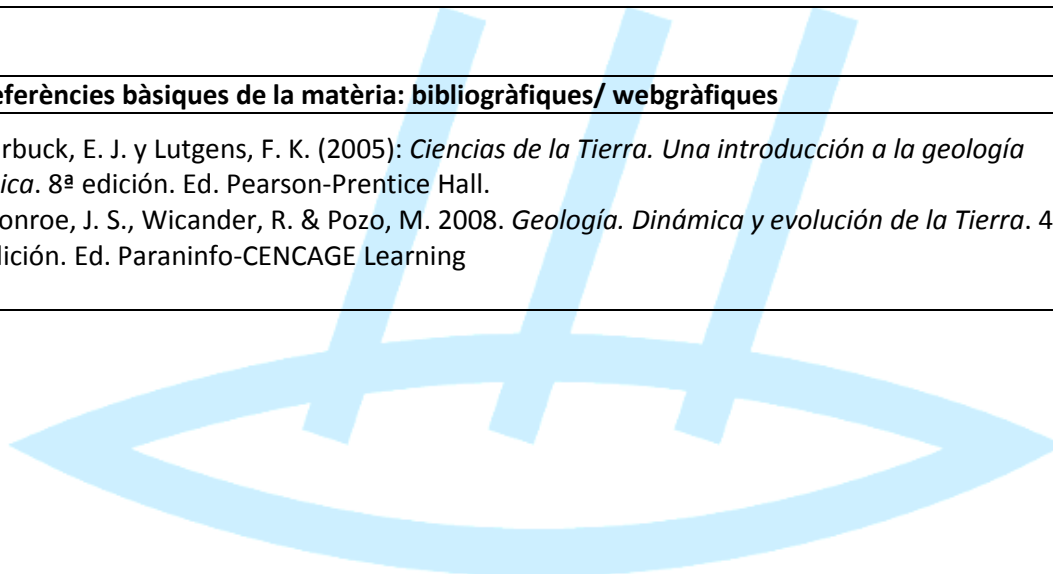 eferències bàsiques de la matèria: bibliogràfiques/ webgràfiques
rbuck, E. J. y Lutgens, F. K. (2005): Ciencias de la Tierra. Una introducción a la geología
ica. 8ª edición. Ed. Pearson-Prentice Hall.
onroe, J. S., Wicander, R. & Pozo, M. 2008. Geología. Dinámica y evolución de la Tierra. 4
dición. Ed. Paraninfo-CENCAGE Learning